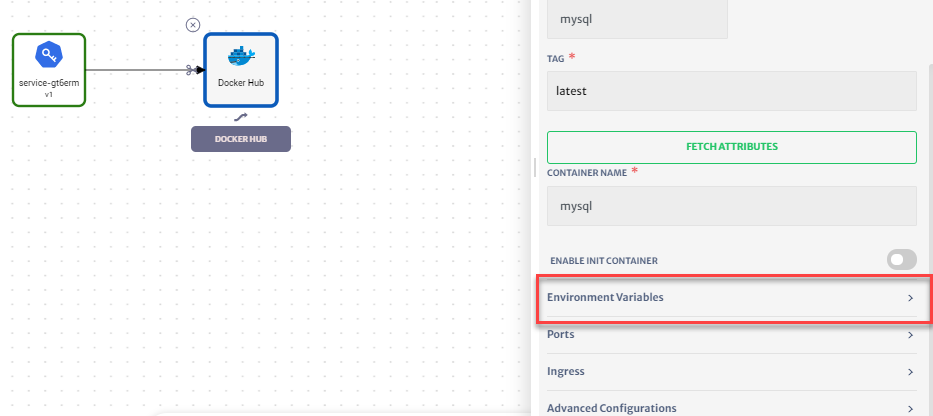 service-gt6erm
v1
Docker Hub
DOCKER HUB
mysql
TAG *
latest
FETCH ATTRIBUTES
CONTAINER NAME *
mysql
ENABLE INIT CONTAINER
Environment Variables
Ports
Ingress
Advanced Configurations